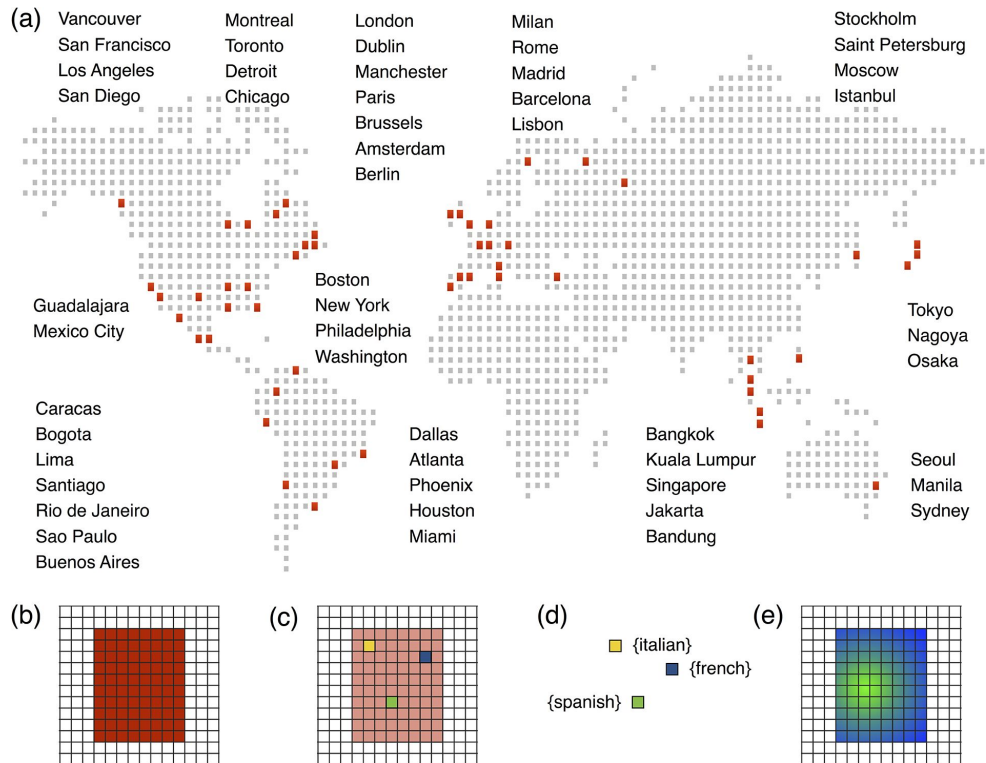 (a)
Vancouver
San Francisco
Los Angeles
San Diego
Montreal
Toronto
Detroit
Chicago
London
Dublin
Manchester
Paris
Brussels
Amsterdam
Berlin
Milan
Rome
Madrid
Barcelona
Lisbon
Stockholm
Saint Petersburg
Moscow
Istanbul
Guadalajara
Mexico City
Boston
New York
Philadelphia
Washington
Tokyo
Nagoya
Osaka
Caracas
Bogota
Lima
Santiago
Rio de Janeiro
Sao Paulo
Buenos Aires
Dallas
Atlanta
Phoenix
Houston
Miami
Bangkok
Kuala Lumpur
Singapore
Jakarta
Bandung
Seoul
Manila
Sydney
(b)
(c)
(d)
{italian}
{french}
{spanish}
(e)